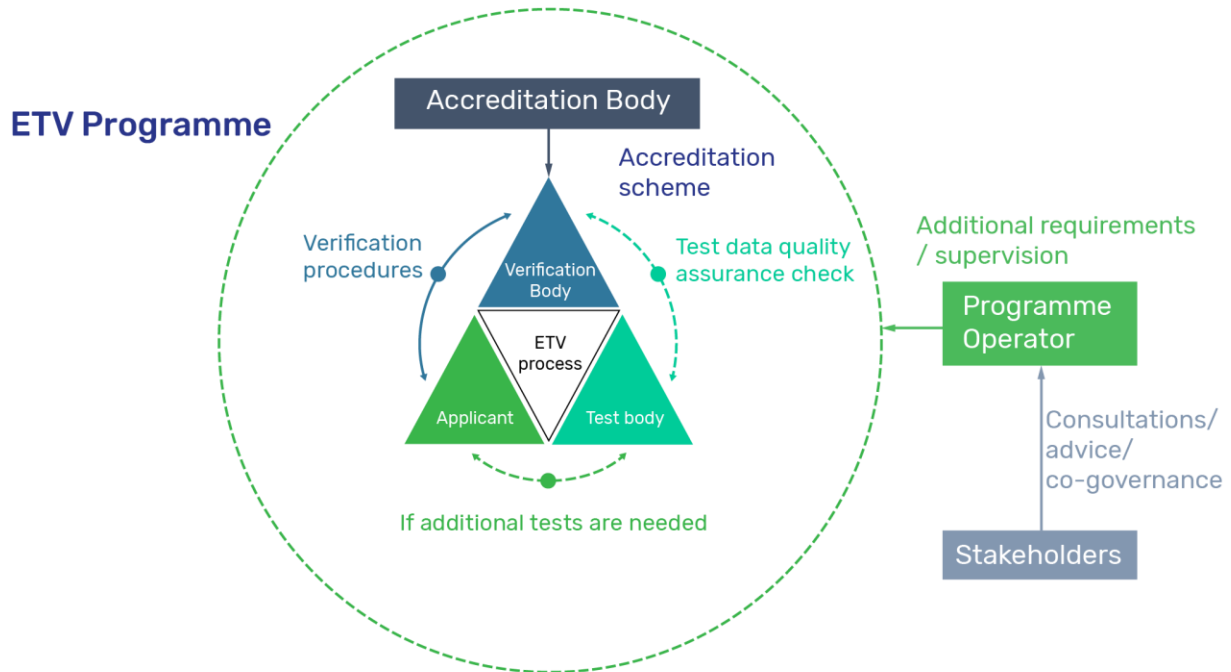 ETV Programme
Accreditation Body
Accreditation
scheme
Verification
procedures
Test data quality
assurance check
Verification
Body
ETV
process
Applicant
Test body
If additional tests are needed
Additional requirements
/ supervision
Programme
Operator
Consultations/
advice/
co-governance
Stakeholders